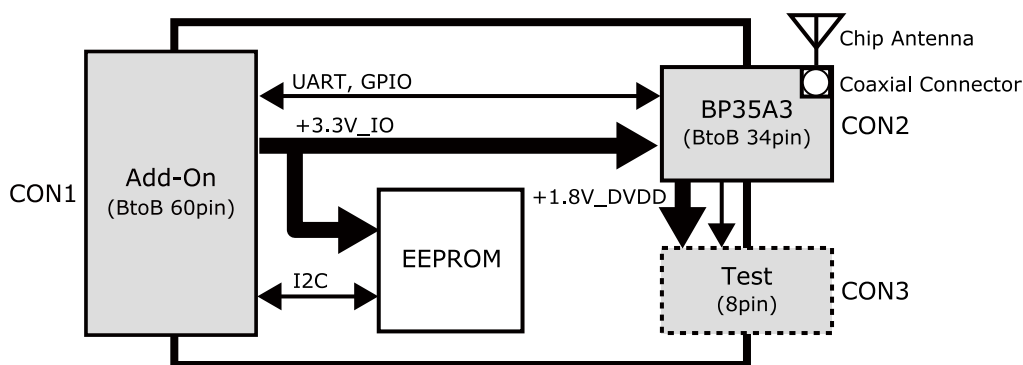 Chip Antenna
UART, GPIO
Coaxial Connector
BP35A3
(BtoB 34pin)
CON2
+3.3V_IO
CON1
Add-On
(BtoB 60pin)
+1.8V_DVDD
EEPROM
I2C
Test
(8pin)
CON3